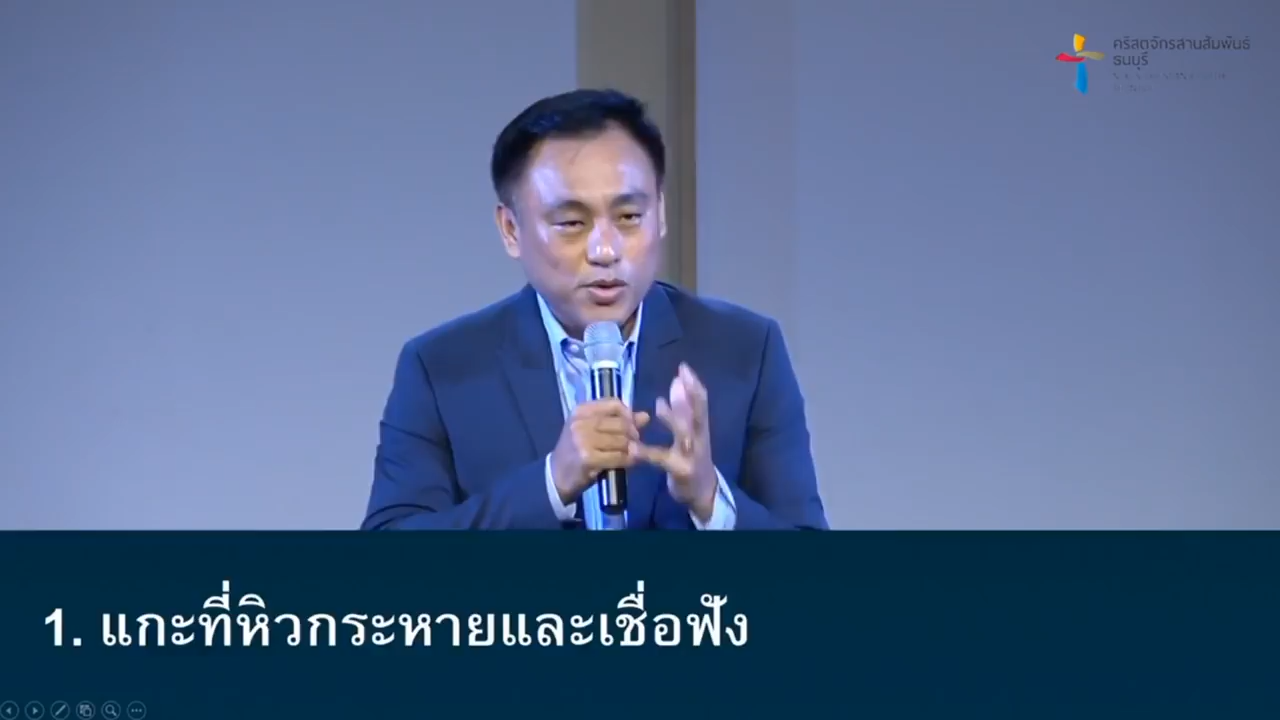 คริสตจักรสานสัมพันธ์
ธนบุรี
1. แกะที่หิวกระหายและเชื่อฟัง